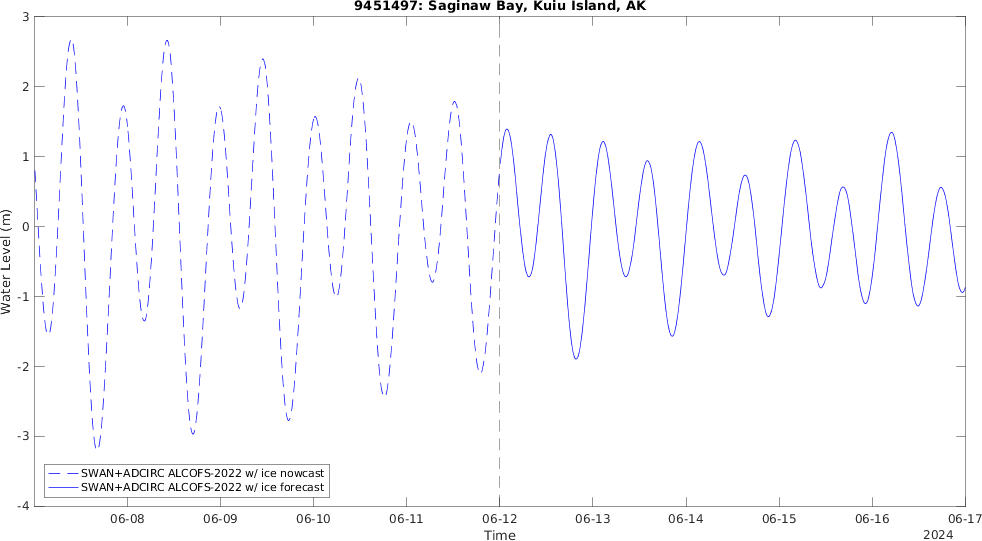 9451497: Saginaw Bay, Kuiu Island, AK
3
2
1
0
-1
-2
-3
-4
Water Level (m)
SWAN+ADCIRC ALCOFS-2022 w/ ice nowcast
SWAN+ADCIRC ALCOFS-2022 w/ ice forecast
06-08 06-09 06-10 06-11 06-12 06-13 06-14 06-15 06-16 06-17
Time
2024